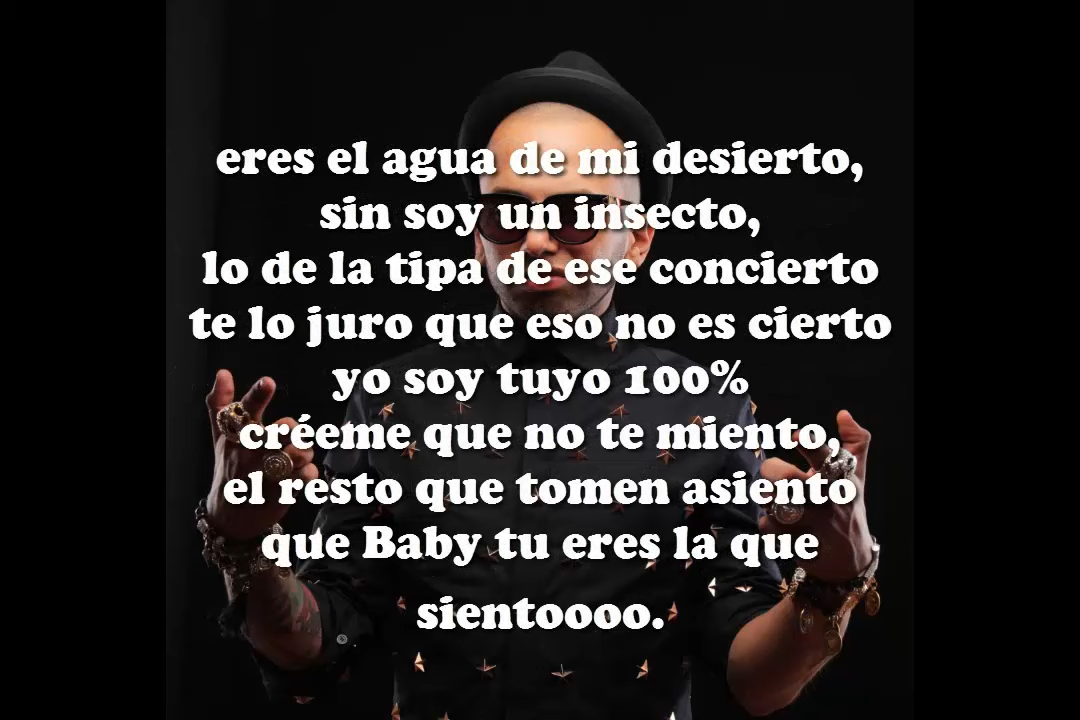 eres el agua de mi desierto,
sin soy un insecto,
lo de la tipa de ese concierto
te lo juro que eso no es cierto
yo soy tuyo 100%
créeme que no te miento,
el resto que tomen asiento
que Baby tu eres la que
sientoooo.